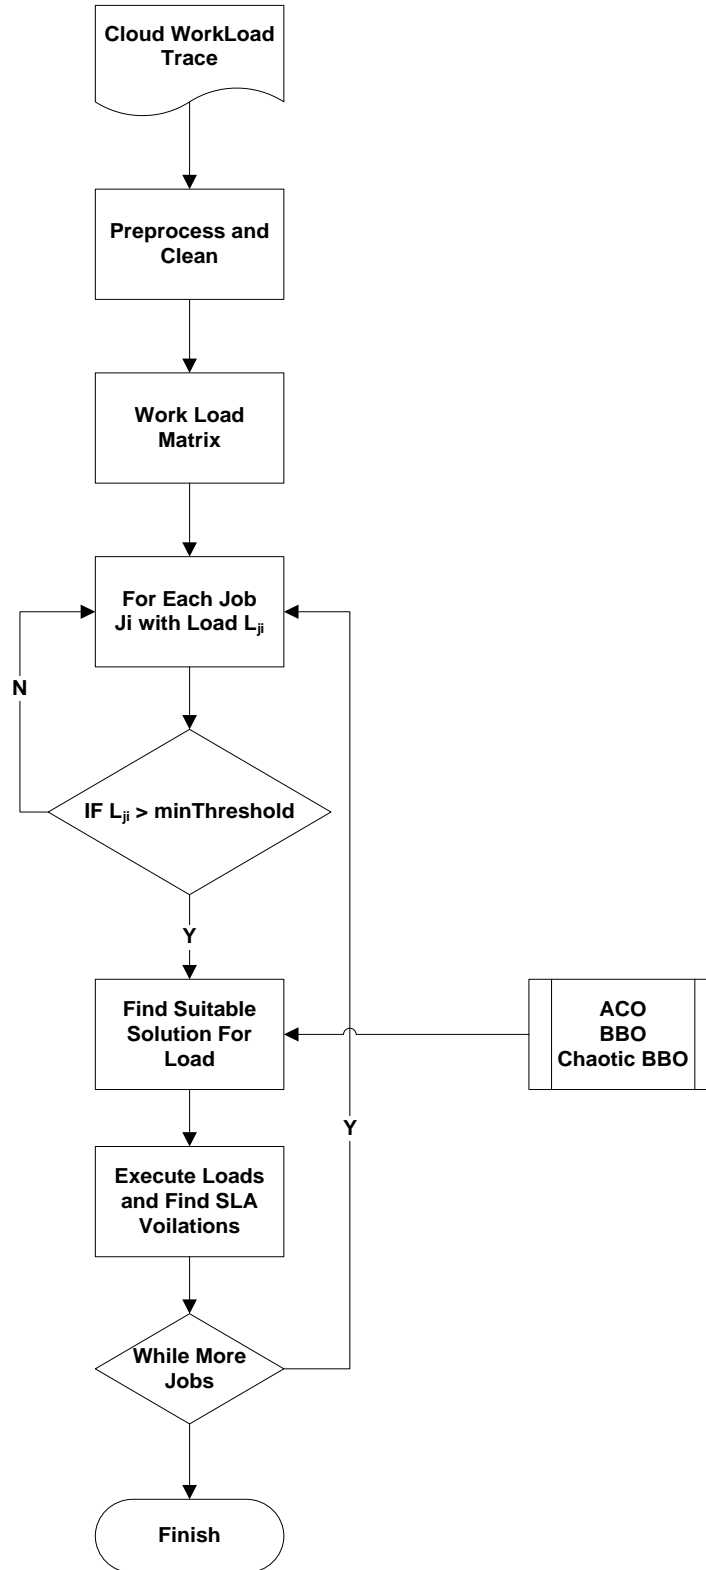 Cloud WorkLoad
Trace
Preprocess and
Clean
Work Load
Matrix
For Each Job
Ji with Load Lji
N
IF Lji > minThreshold
Y
Find Suitable
Solution For
Load
ACO
BBO
Chaotic BBO
Y
Execute Loads
and Find SLA
Voilations
While More
Jobs
Finish